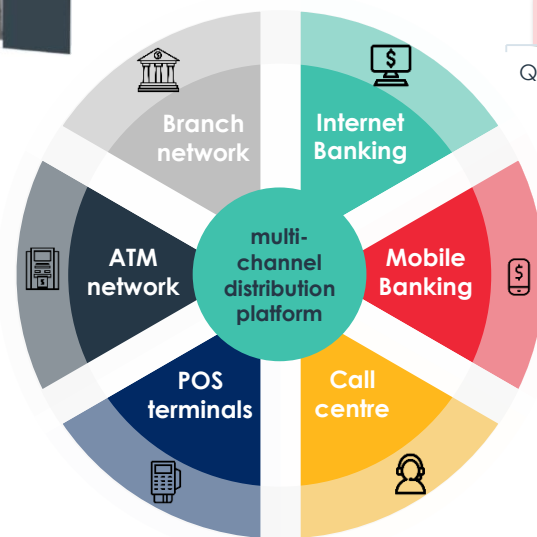 Q
Branch
network
Internet
Banking
ATM
network
multi-
channel
distribution
platform
Mobile
Banking
POS
terminals
Call
centre